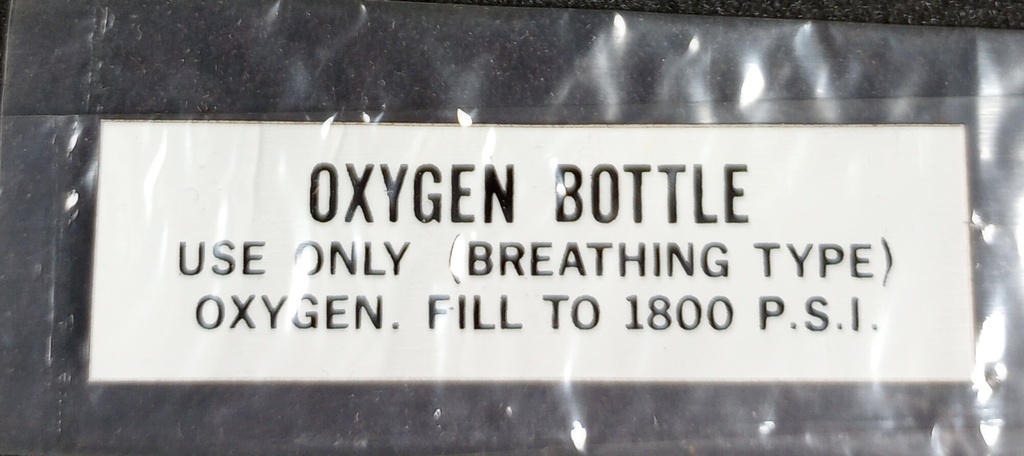 OXYGEN BOTTLE
USE ONLY (BREATHING TYPE)
OXYGEN. FILL TO 1800 P.S.I.